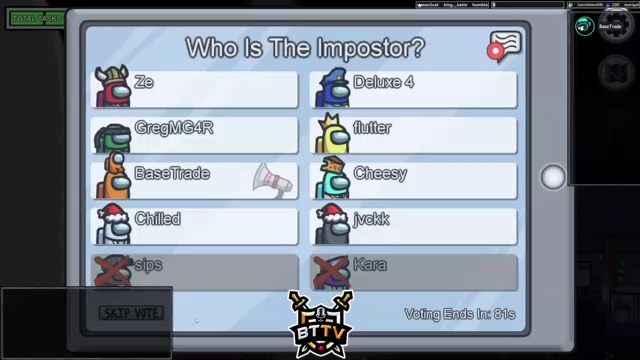 TOTAL TASKS
BaseTrade
Who Is The Impostor?
Ze
Deluxe 4
GregMG4R
flutter
BaseTrade
Cheesy
Chilled
jvckk
sips
Kara
SKIP VOTE
BTTV
Voting Ends In: 81s